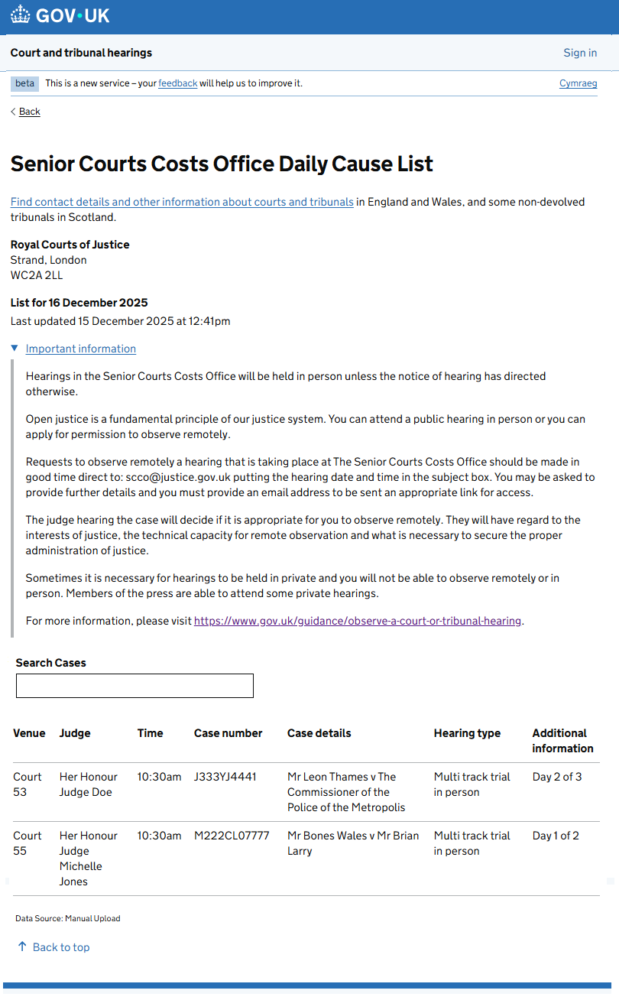 GOV·UK
Court and tribunal hearings
Sign in
beta This is a new service – your feedback will help us to improve it.
Cymraeg
Back
Senior Courts Costs Office Daily Cause List
Find contact details and other information about courts and tribunals in England and Wales, and some non-devolved
tribunals in Scotland.
Royal Courts of Justice
Strand, London
WC2A 2LL
List for 16 December 2025
Last updated 15 December 2025 at 12:41pm
Important information
Hearings in the Senior Courts Costs Office will be held in person unless the notice of hearing has directed
otherwise.
Open justice is a fundamental principle of our justice system. You can attend a public hearing in person or you can
apply for permission to observe remotely.
Requests to observe remotely a hearing that is taking place at The Senior Courts Costs Office should be made in
good time direct to: scco@justice.gov.uk putting the hearing date and time in the subject box. You may be asked to
provide further details and you must provide an email address to be sent an appropriate link for access.
The judge hearing the case will decide if it is appropriate for you to observe remotely. They will have regard to the
interests of justice, the technical capacity for remote observation and what is necessary to secure the proper
administration of justice.
Sometimes it is necessary for hearings to be held in private and you will not be able to observe remotely or in
person. Members of the press are able to attend some private hearings.
For more information, please visit https://www.gov.uk/guidance/observe-a-court-or-tribunal-hearing.
Search Cases
Venue Judge Time Case number Case details Hearing type Additional
information
Court Her Honour 10:30am J333YJ4441 Mr Leon Thames v The Multi track trial Day 2 of 3
53 Judge Doe Commissioner of the in person
Police of the Metropolis
Court Her Honour 10:30am M222CL07777 Mr Bones Wales v Mr Brian Multi track trial Day 1 of 2
55 Judge Larry in person
Michelle
Jones
Data Source: Manual Upload
Back to top